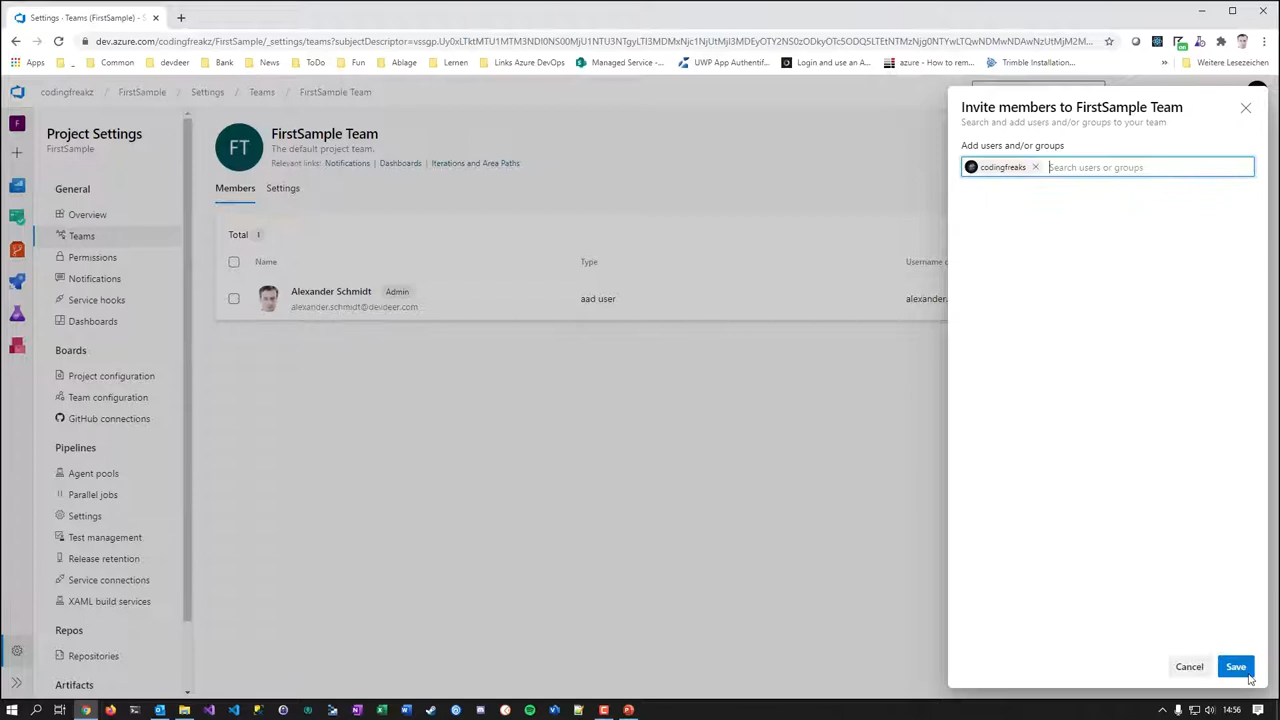 Settings · Teams (FirstSample) - S
dev.azure.com/codingfreakz/FirstSample/_settings/teams?subjectDescriptor=vssgp.
Apps
Common
devdeer
Bank
News
ToDo
Fun
Ablage
Lernen
Links Azure DevOps
Managed Service -...
UWP App Authentif...
Login and use an A...
azure - How to rem...
Trimble Installation...
»
Weitere Lesezeichen
codingfreakz / FirstSample / Settings / Teams / FirstSample Team
F
Project Settings
FirstSample
General
Overview
Teams
Permissions
Notifications
Service hooks
Dashboards
Boards
Project configuration
Team configuration
GitHub connections
Pipelines
Agent pools
Parallel jobs
Settings
Test management
Release retention
Service connections
XAML build services
Repos
Repositories
Artifacts
FT
FirstSample Team
The default project team.
Relevant links: Notifications | Dashboards | Iterations and Area Paths
Members Settings
Total 1
Name Type Username o
Alexander Schmidt Admin
alexander.schmidt@devdeer.com
aad user
alexander.
Invite members to FirstSample Team
Search and add users and/or groups to your team
Add users and/or groups
codingfreaks
Search users or groups
Cancel Save
14:56